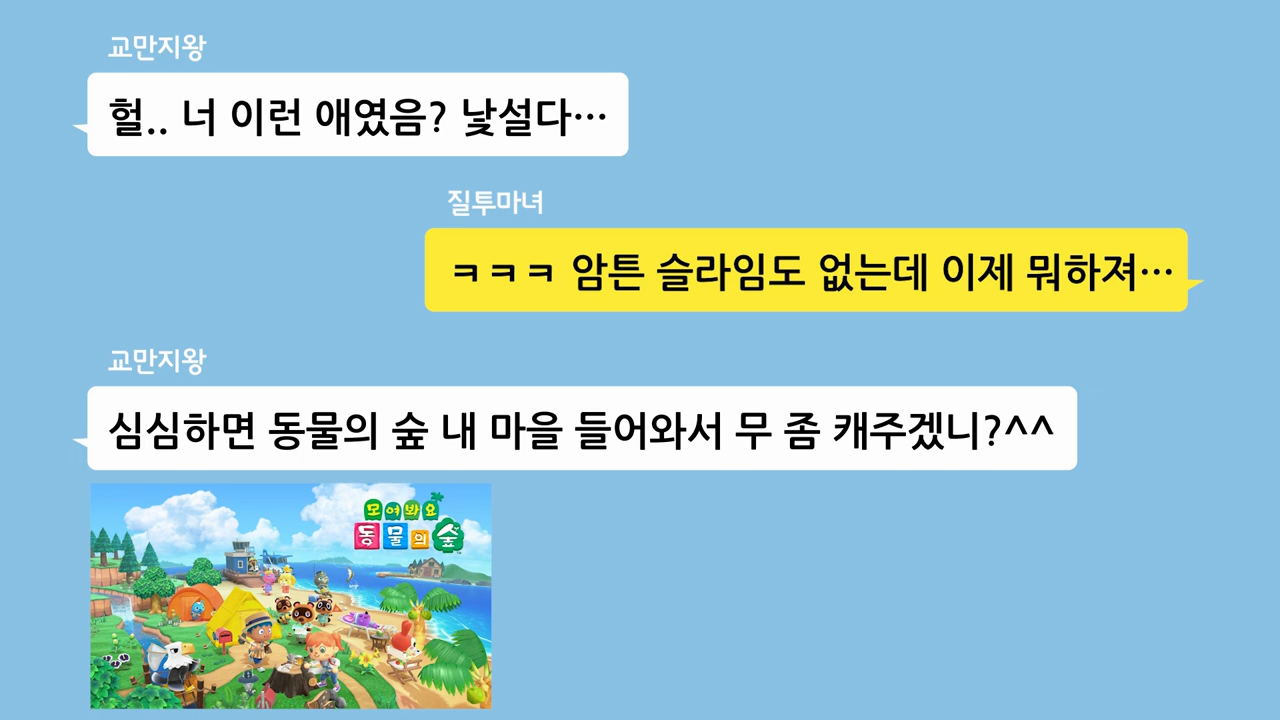 교만지왕
헐.. 너 이런 애였음? 낯설다…
질투마녀
ㅋㅋㅋ 암튼 슬라임도 없는데 이제 뭐하져…
교만지왕
심심하면 동물의 숲 내 마을 들어와서 무 좀 캐주겠니?^^
모여봐요
동물의 숲